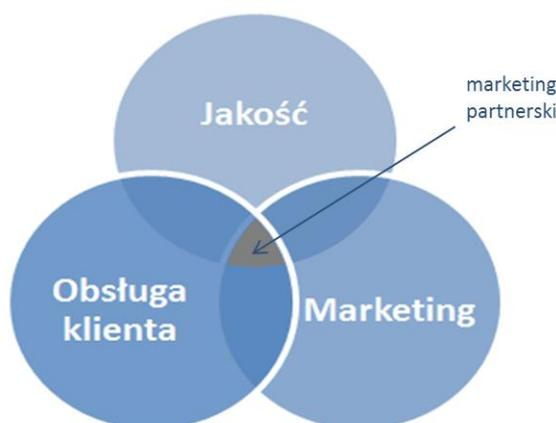 Jakość
marketing
partnerski
Obsługa
klienta
Marketing